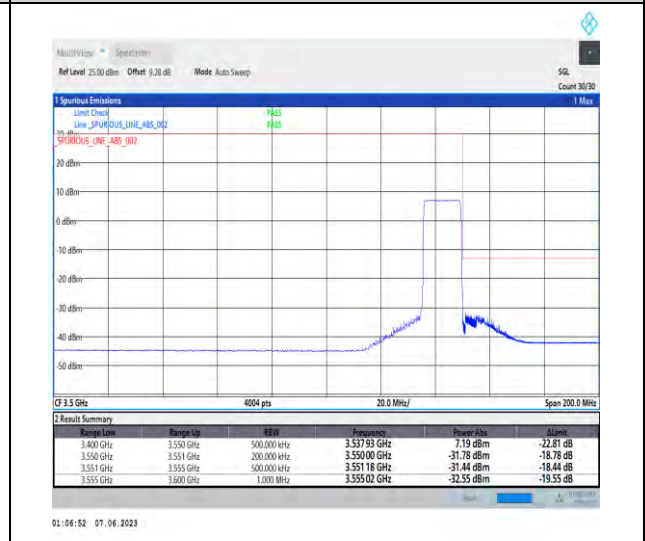 MultiView Spectrum
Ref Level 25.00 dBm Offset 9.28 dB Mode Auto Sweep SGL
Count 30/30
1 Spurious Emissions 1 Max
Limit Check PASS
Line _SPURIOUS_LINE_ABS_002 PASS
_SPURIOUS_LINE_ABS_002
20 dBm
10 dBm
0 dBm
-10 dBm
-20 dBm
-30 dBm
-40 dBm
-50 dBm
CF 3.5 GHz 4004 pts 20.0 MHz/ Span 200.0 MHz
2 Result Summary
Range Low Range Up RBW Frequency Power Abs ΔLimit
3.400 GHz 3.550 GHz 500.000 kHz 3.537 93 GHz 7.19 dBm -22.81 dB
3.550 GHz 3.551 GHz 200.000 kHz 3.550 00 GHz -31.78 dBm -18.78 dB
3.551 GHz 3.555 GHz 500.000 kHz 3.551 18 GHz -31.44 dBm -18.44 dB
3.555 GHz 3.600 GHz 1.000 MHz 3.555 02 GHz -32.55 dBm -19.55 dB
01:06:52 07.06.2023